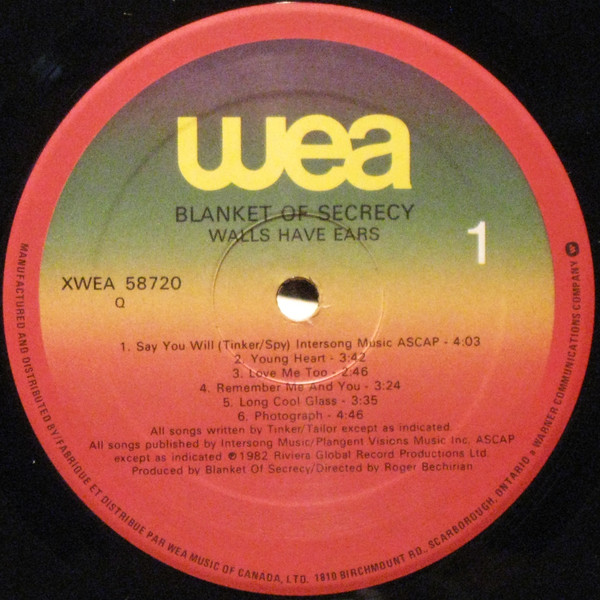 wea
BLANKET OF SECRECY
WALLS HAVE EARS
1
XWEA 58720
Q
1. Say You Will (Tinker/Spy) Intersong Music ASCAP - 4:03
2. Young Heart - 3:42
3. Love Me Too - 2:46
4. Remember Me And You - 3:24
5. Long Cool Glass - 3:35
6. Photograph - 4:46
All songs written by Tinker/Tailor except as indicated.
All songs published by Intersong Music/Plangent Visions Music Inc. ASCAP
except as indicated ℗1982 Riviera Global Record Productions Ltd.
Produced by Blanket Of Secrecy/Directed by Roger Bechirian
MANUFACTURED AND DISTRIBUTED BY/FABRIQUE ET DISTRIBUE PAR WEA MUSIC OF CANADA, LTD. 1810 BIRCHMOUNT RD., SCARBOROUGH, ONTARIO a WARNER COMMUNICATIONS COMPANY